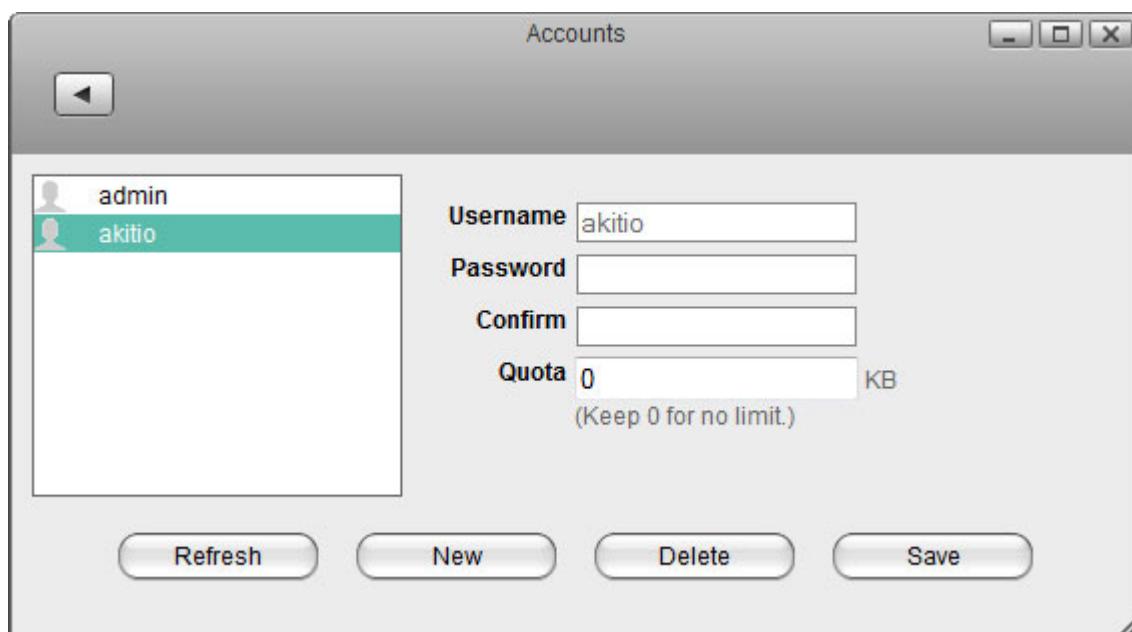 Accounts
admin
akitio
Username akitio
Password
Confirm
Quota 0 KB
(Keep 0 for no limit.)
Refresh New Delete Save